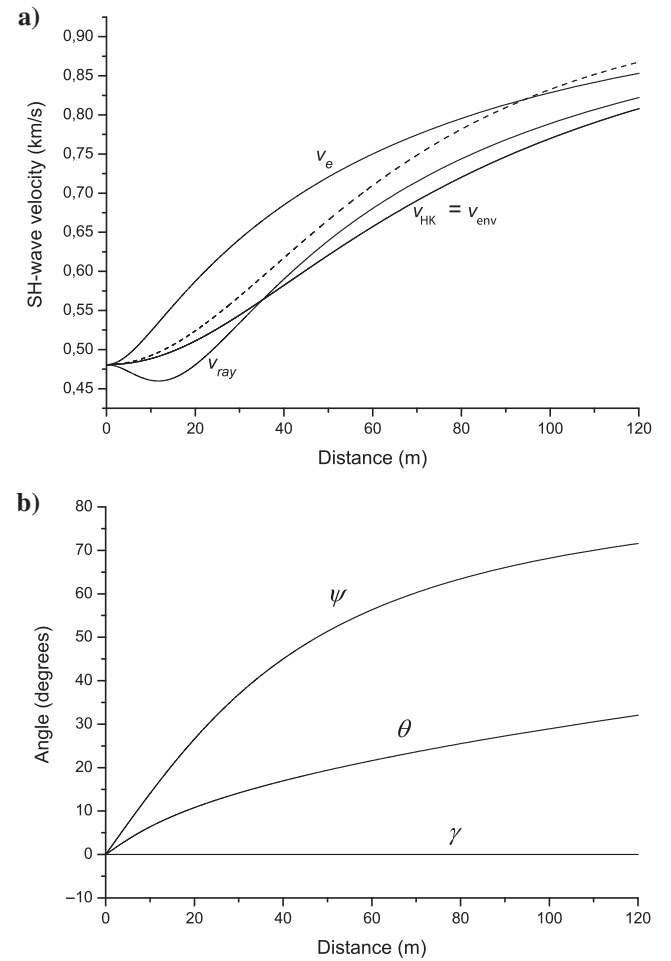 a)
0,90
0,85
0,80
0,75
0,70
0,65
0,60
0,55
0,50
0,45
SH-wave velocity (km/s)
v_e
v_HK = v_env
v_ray
0 20 40 60 80 100 120
Distance (m)
b)
80
70
60
50
40
30
20
10
0
–10
Angle (degrees)
ψ
θ
γ
0 20 40 60 80 100 120
Distance (m)